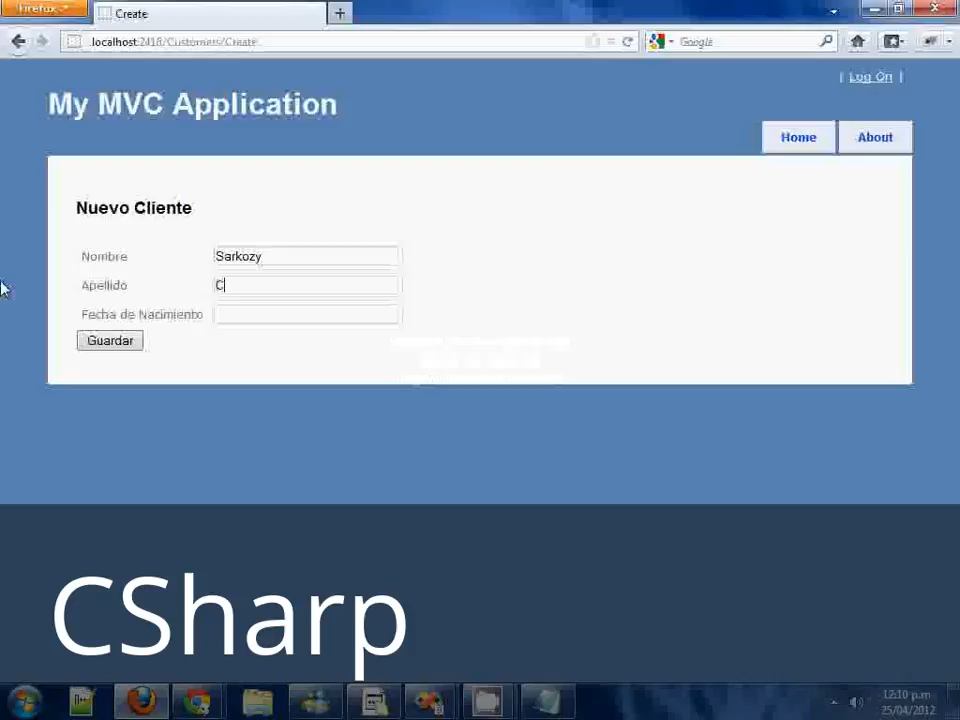 Firefox
Create
localhost:2418/Customers/Create
Google
| Log On |
My MVC Application
Home
About
Nuevo Cliente
Nombre
Sarkozy
Apellido
C
Fecha de Nacimiento
Guardar
CSharp
12:10 p.m
25/04/2012